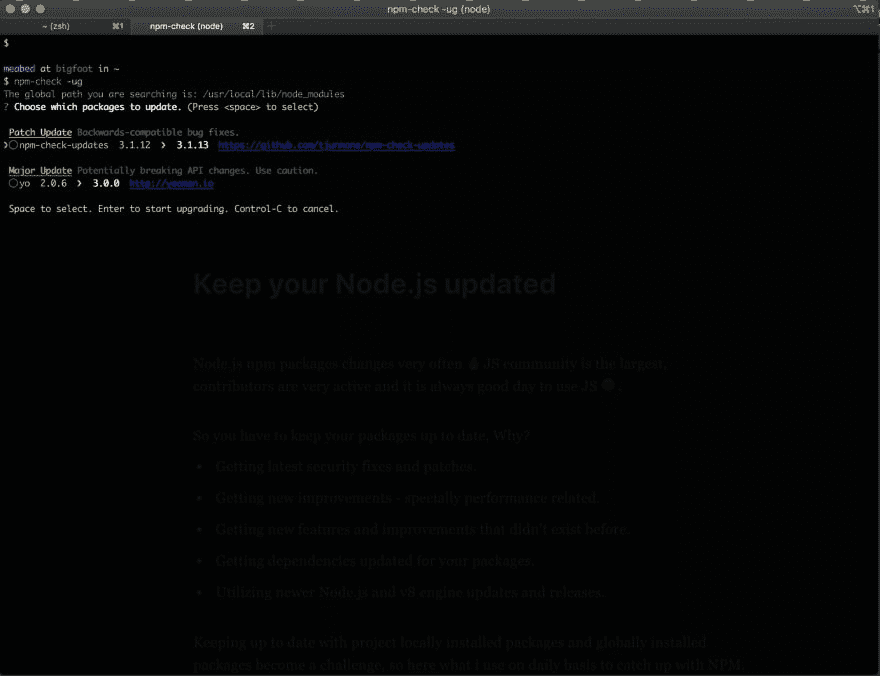 npm-check -ug (node)
⌥⌘1
~ (zsh) ⌘1 npm-check (node) ⌘2 +
$
meabed at bigfoot in ~
$ npm-check -ug
The global path you are searching is: /usr/local/lib/node_modules
? Choose which packages to update. (Press <space> to select)
Patch Update Backwards-compatible bug fixes.
❯◯npm-check-updates 3.1.12 ❯ 3.1.13 https://github.com/tjunnone/npm-check-updates
Major Update Potentially breaking API changes. Use caution.
◯yo 2.0.6 ❯ 3.0.0 http://yeoman.io
Space to select. Enter to start upgrading. Control-C to cancel.
Keep your Node.js updated
Node.js npm packages changes very often JS community is the largest,
contributors are very active and it is always good day to use JS .
So you have to keep your packages up to date. Why?
• Getting latest security fixes and patches.
• Getting new improvements - specially performance related.
• Getting new features and improvements that didn't exist before.
• Getting dependencies updated for your packages.
• Utilizing newer Node.js and v8 engine updates and releases.
Keeping up to date with project locally installed packages and globally installed
packages become a challenge, so here what I use on daily basis to catch up with NPM.